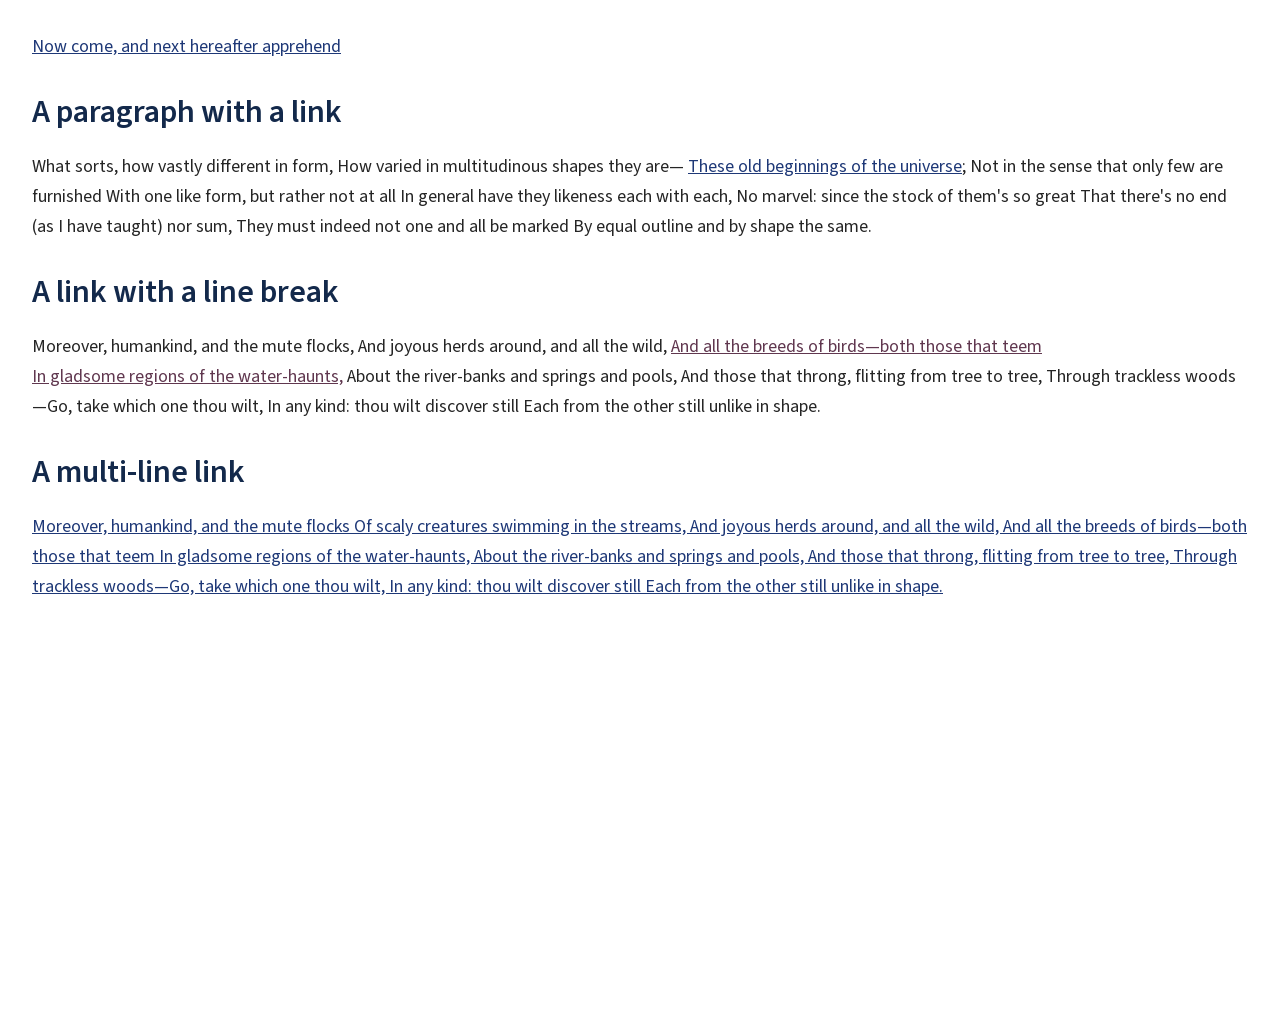 Now come, and next hereafter apprehend
A paragraph with a link
What sorts, how vastly different in form, How varied in multitudinous shapes they are— These old beginnings of the universe; Not in the sense that only few are
furnished With one like form, but rather not at all In general have they likeness each with each, No marvel: since the stock of them's so great That there's no end
(as I have taught) nor sum, They must indeed not one and all be marked By equal outline and by shape the same.
A link with a line break
Moreover, humankind, and the mute flocks, And joyous herds around, and all the wild, And all the breeds of birds—both those that teem
In gladsome regions of the water-haunts, About the river-banks and springs and pools, And those that throng, flitting from tree to tree, Through trackless woods
—Go, take which one thou wilt, In any kind: thou wilt discover still Each from the other still unlike in shape.
A multi-line link
Moreover, humankind, and the mute flocks Of scaly creatures swimming in the streams, And joyous herds around, and all the wild, And all the breeds of birds—both
those that teem In gladsome regions of the water-haunts, About the river-banks and springs and pools, And those that throng, flitting from tree to tree, Through
trackless woods—Go, take which one thou wilt, In any kind: thou wilt discover still Each from the other still unlike in shape.